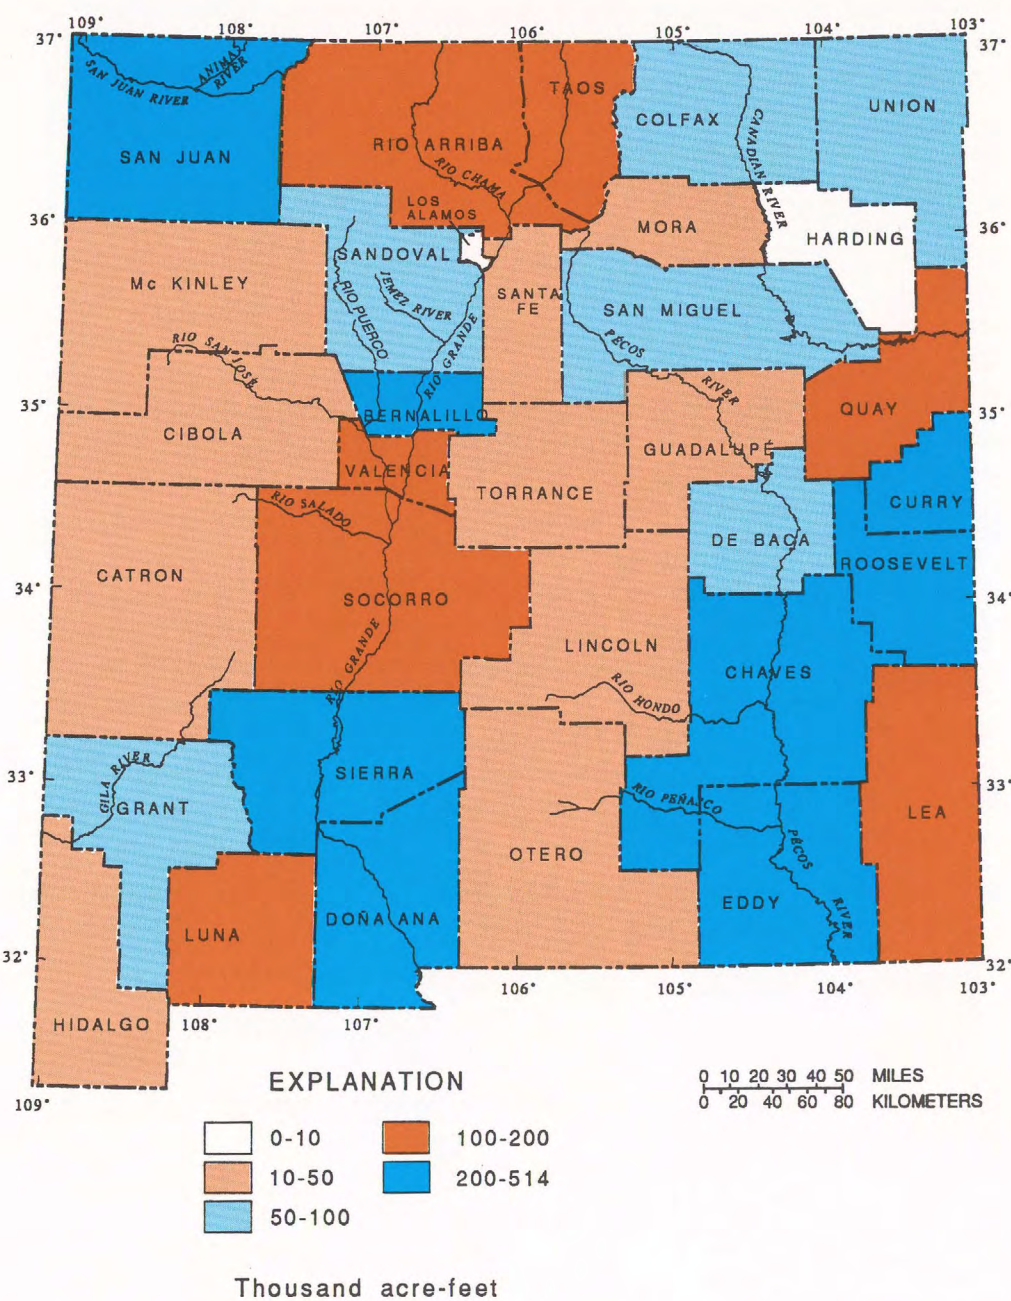 109°
108°
107°
106°
105°
104°
103°
37°
37°
SAN JUAN RIVER
ANIMAS
RIVER
SAN JUAN
RIO ARRIBA
TAOS
RIO CHAMA
COLFAX
CANADIAN RIVER
UNION
36°
LOS
ALAMOS
SANDOVAL
MORA
HARDING
36°
Mc KINLEY
RIO PUERCO
JEMEZ RIVER
RIO GRANDE
SANTA
FE
SAN MIGUEL
PECOS
RIVER
RIO SAN JOSE
35°
BERNALILLO
QUAY
35°
CIBOLA
VALENCIA
GUADALUPE
TORRANCE
CURRY
RIO SALADO
DE BACA
ROOSEVELT
CATRON
34°
SOCORRO
34°
RIO GRANDE
LINCOLN
CHAVES
RIO HONDO
33°
GILA RIVER
GRANT
SIERRA
33°
RIO PEÑASCO
LEA
OTERO
PECOS
RIVER
LUNA
DOÑA ANA
EDDY
32°
32°
HIDALGO
108°
107°
106°
105°
104°
103°
109°
EXPLANATION
0-10
100-200
10-50
200-514
50-100
0 10 20 30 40 50 MILES
0 20 40 60 80 KILOMETERS
Thousand acre-feet